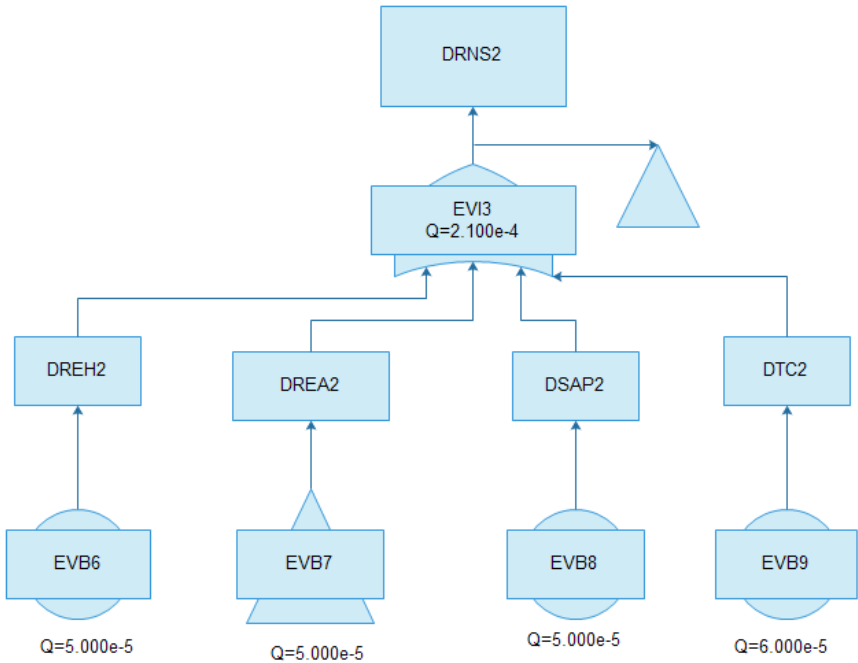 DRNS2
EVI3
Q=2.100e-4
DREH2
DREA2
DSAP2
DTC2
EVB6
EVB7
EVB8
EVB9
Q=5.000e-5
Q=5.000e-5
Q=5.000e-5
Q=6.000e-5